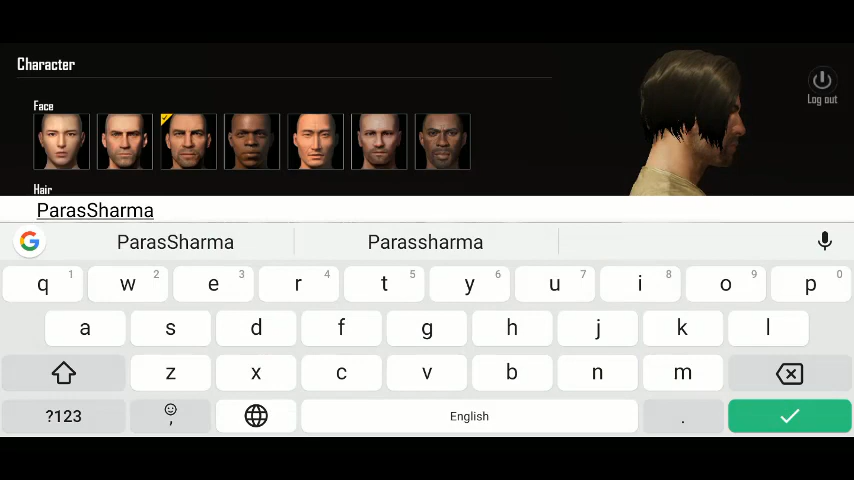 Character
Log out
Face
Hair
ParasSharma
ParasSharma Parassharma
q 1 w 2 e 3 r 4 t 5 y 6 u 7 i 8 o 9 p 0
a s d f g h j k l
z x c v b n m
?123 , English .